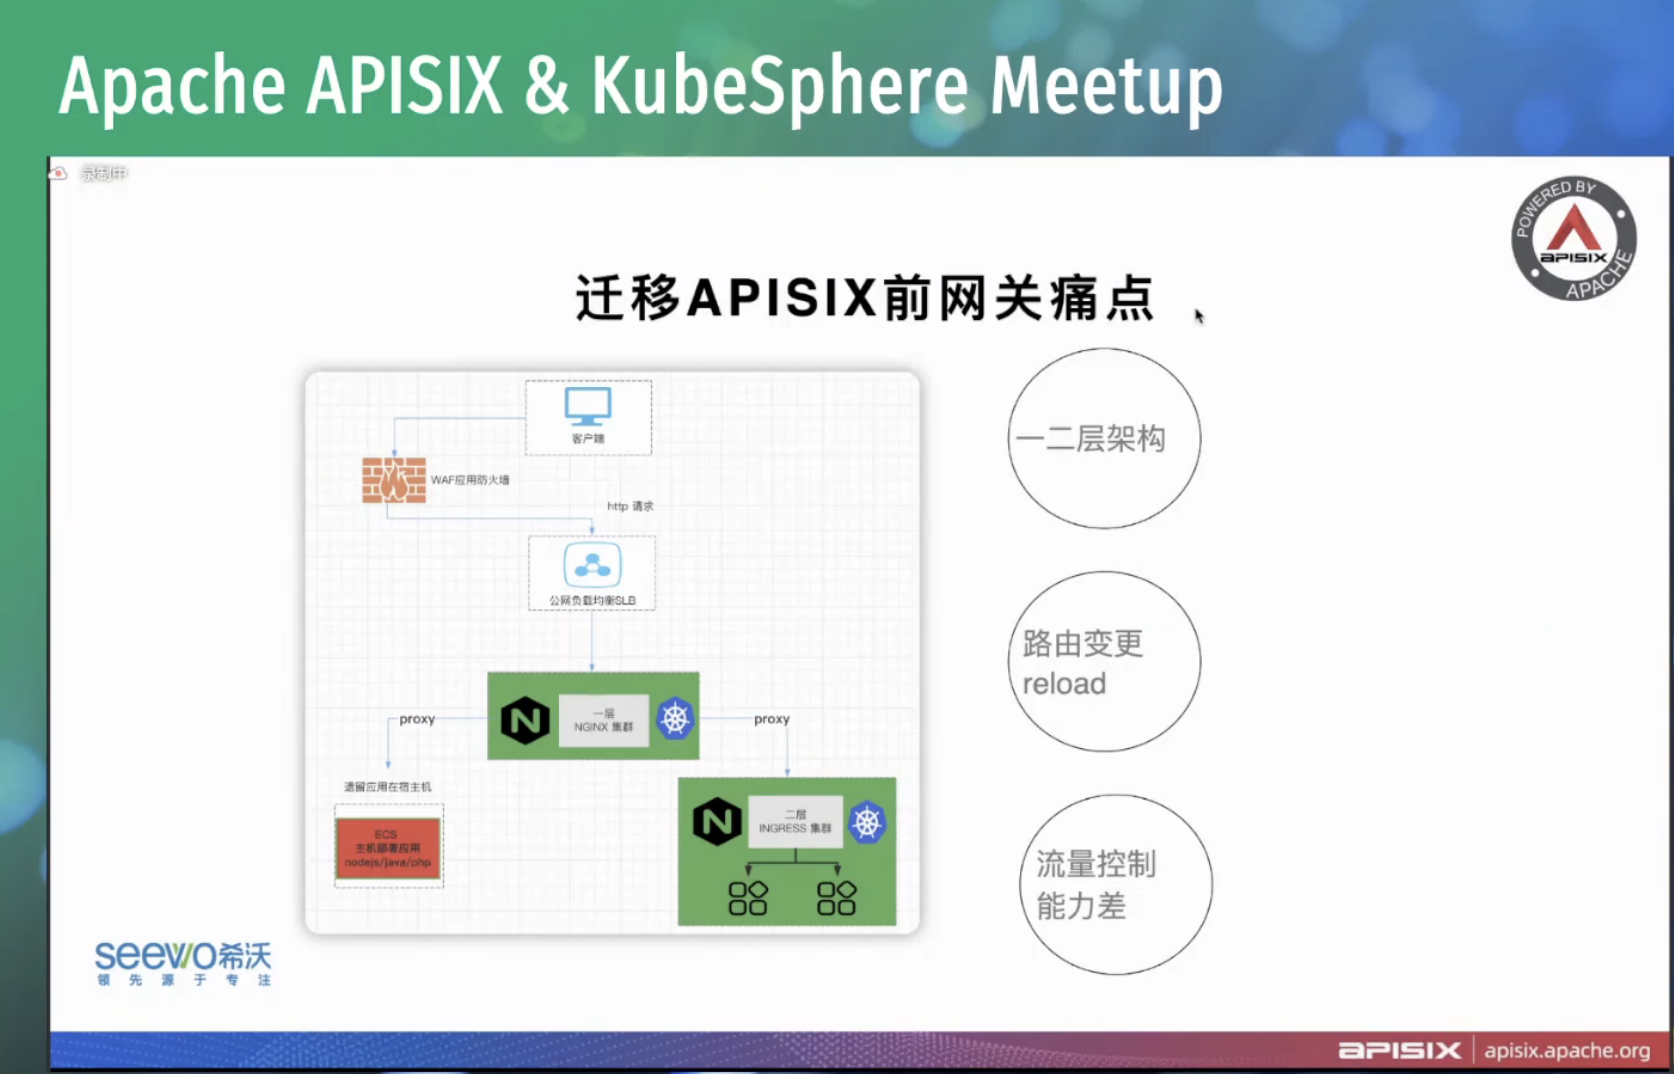 Apache APISIX & KubeSphere Meetup
录制中
POWERED BY
APISIX
APACHE
迁移APISIX前网关痛点
客户端
WAF应用防火墙
http 请求
公网负载均衡SLB
proxy
N
一层
NGINX 集群
proxy
遗留应用在宿主机
ECS
主机部署应用
nodejs/java/php
N
二层
INGRESS 集群
一二层架构
路由变更
reload
流量控制
能力差
seewo希沃
领先源于专注
APISIX
apisix.apache.org